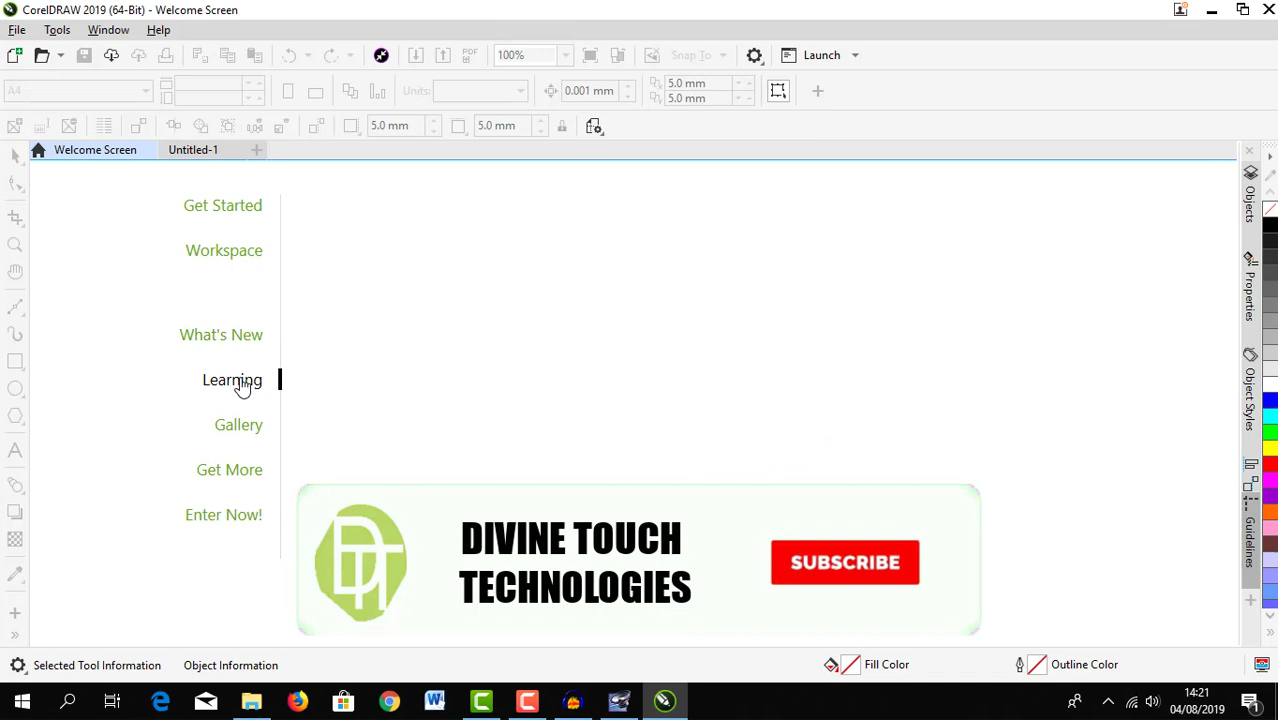 CorelDRAW 2019 (64-Bit) - Welcome Screen
File Tools Window Help
PDF 100% Snap To Launch
A4 Units: 0.001 mm 5.0 mm
5.0 mm
5.0 mm 5.0 mm
Welcome Screen Untitled-1
Get Started
Workspace
What's New
Learning
Gallery
Get More
Enter Now!
Objects
Properties
Object Styles
Guidelines
DT
DIVINE TOUCH
TECHNOLOGIES
SUBSCRIBE
Selected Tool Information Object Information Fill Color Outline Color
14:21
04/08/2019